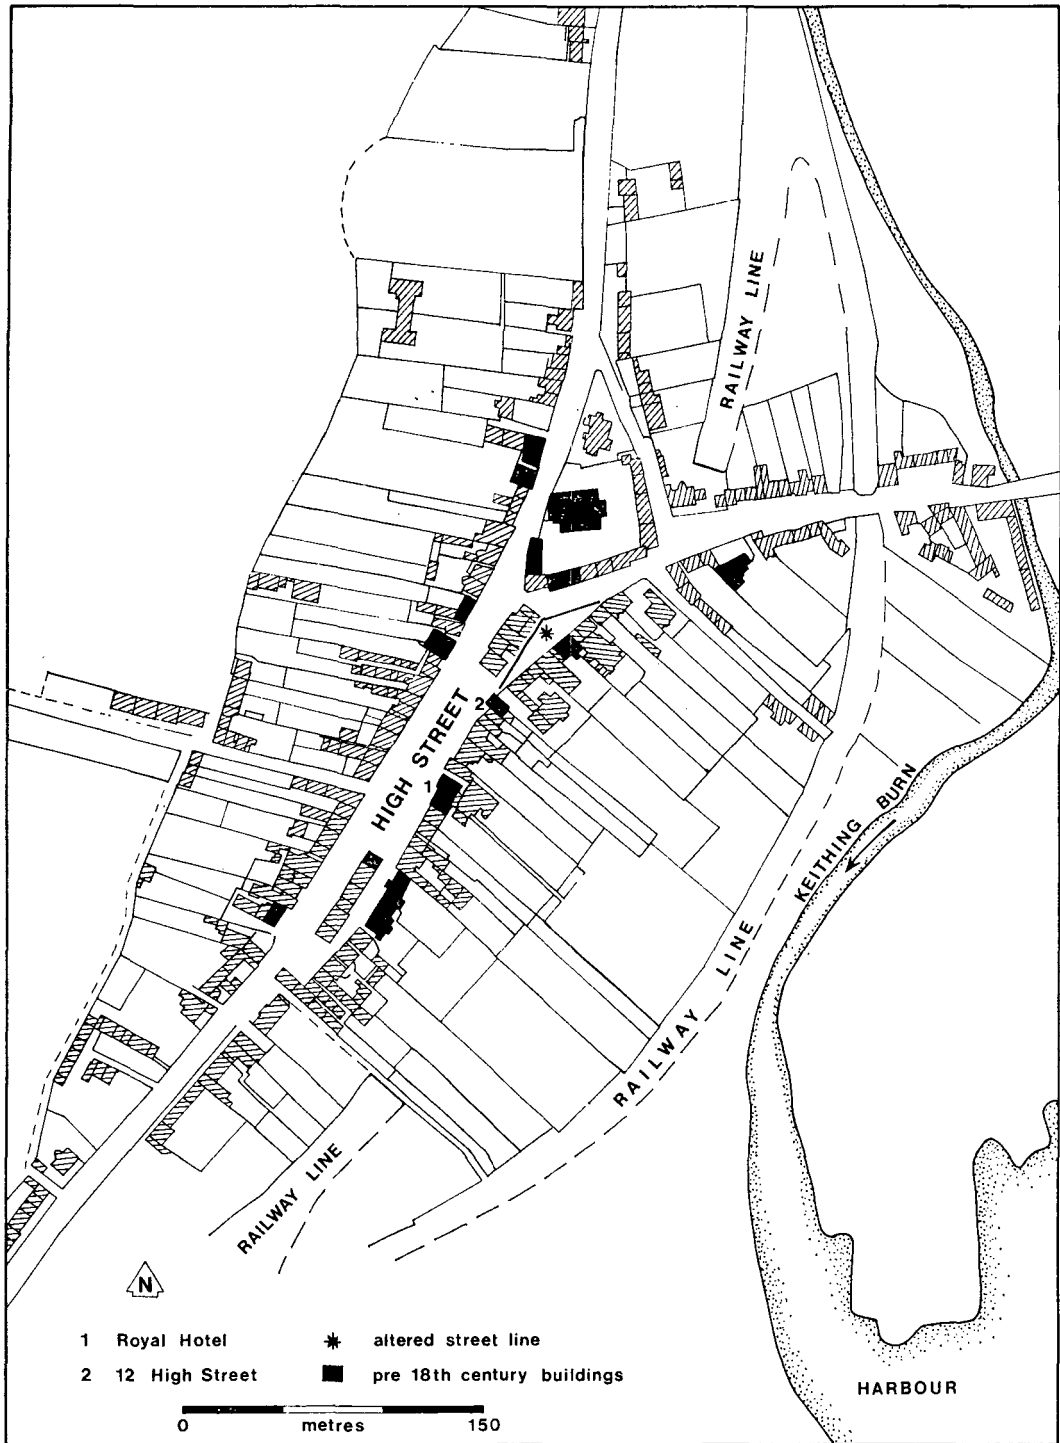 RAILWAY LINE
HIGH STREET
2
1
KEITHING BURN
RAILWAY LINE
RAILWAY LINE
N
1 Royal Hotel
2 12 High Street
✳ altered street line
■ pre 18th century buildings
0 metres 150
HARBOUR